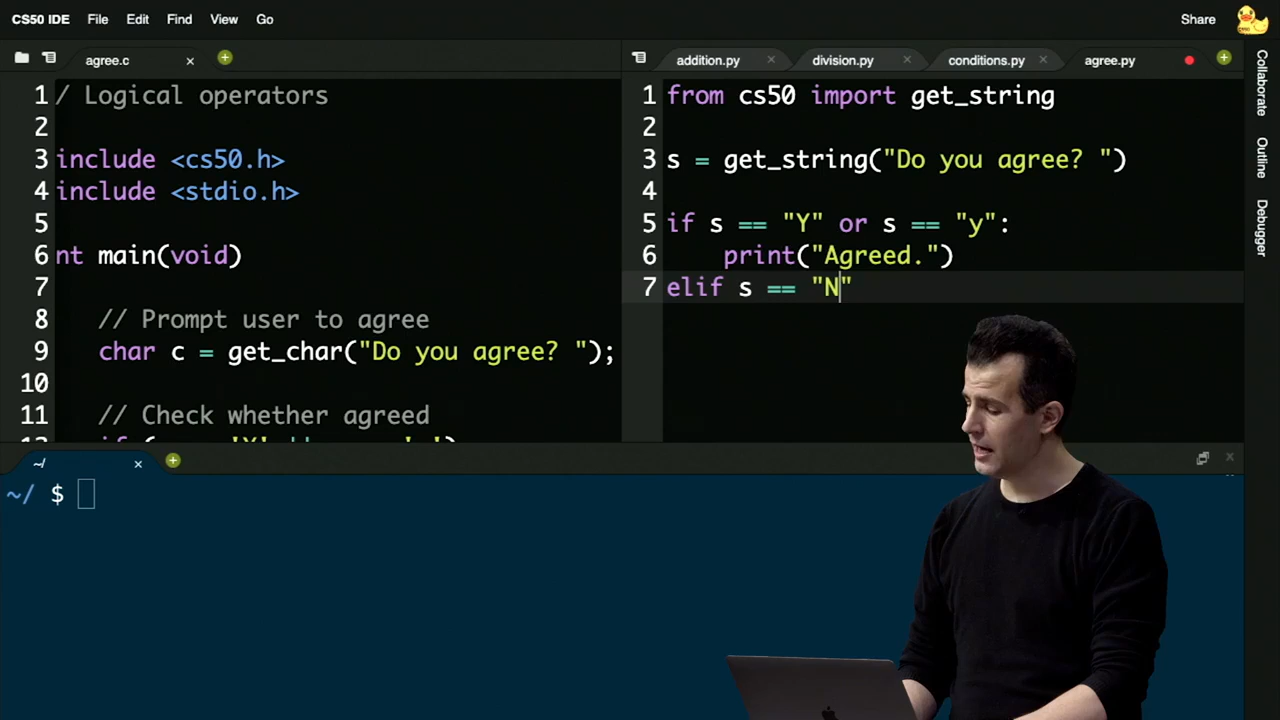 CS50 IDE File Edit Find View Go Share
agree.c
addition.py division.py conditions.py agree.py
1 / Logical operators
2
3 include <cs50.h>
4 include <stdio.h>
5
6 nt main(void)
7
8 // Prompt user to agree
9 char c = get_char("Do you agree? ");
10
11 // Check whether agreed
1 from cs50 import get_string
2
3 s = get_string("Do you agree? ")
4
5 if s == "Y" or s == "y":
6 print("Agreed.")
7 elif s == "N"
Collaborate
Outline
Debugger
~/
~/ $